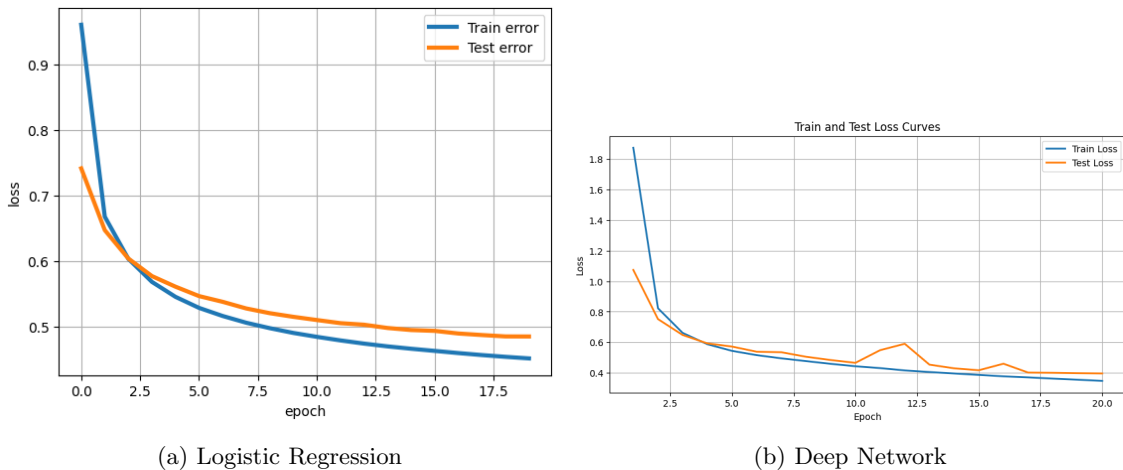 Train error
Test error
0.9
0.8
0.7
0.6
0.5
loss
0.0 2.5 5.0 7.5 10.0 12.5 15.0 17.5
epoch
(a) Logistic Regression
Train and Test Loss Curves
Train Loss
Test Loss
1.8
1.6
1.4
1.2
1.0
0.8
0.6
0.4
Loss
2.5 5.0 7.5 10.0 12.5 15.0 17.5 20.0
Epoch
(b) Deep Network